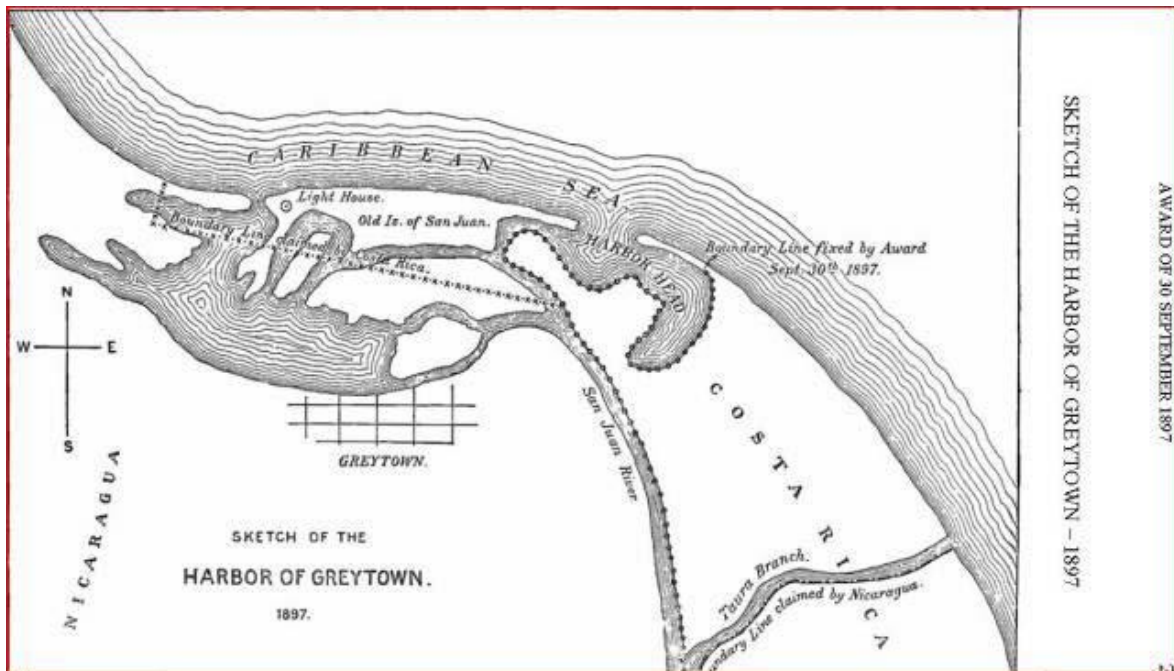 CARIBBEAN SEA
Light House.
Old Is. of San Juan.
Boundary Line claimed by Costa Rica.
HARBOR HEAD
Boundary Line fixed by Award
Sept. 30th 1897.
N
W E
S
San Juan River
COSTA RICA
GREYTOWN.
NICARAGUA
SKETCH OF THE
HARBOR OF GREYTOWN.
1897.
Taura Branch.
Line claimed by Nicaragua.
SKETCH OF THE HARBOR OF GREYTOWN – 1897
AWARD OF 30 SEPTEMBER 1897